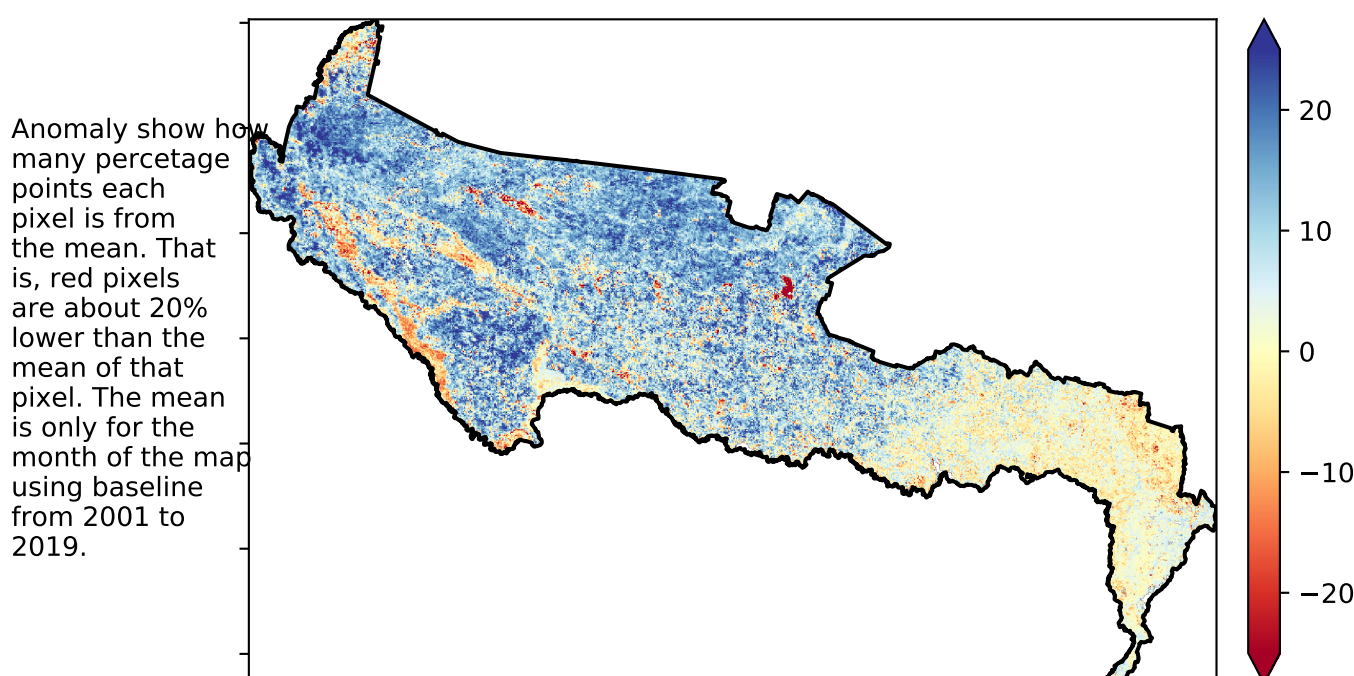 Anomaly show how
many percetage
points each
pixel is from
the mean. That
is, red pixels
are about 20%
lower than the
mean of that
pixel. The mean
is only for the
month of the map
using baseline
from 2001 to
2019.
20
10
0
−10
−20